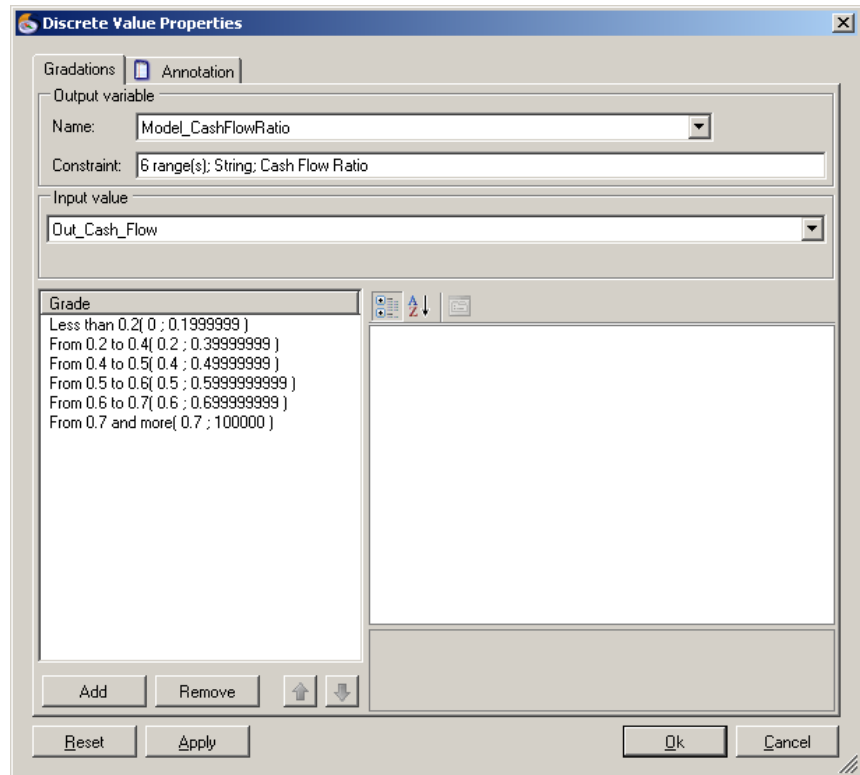 Discrete Value Properties
Gradations
Annotation
Output variable
Name: Model_CashFlowRatio
Constraint: 6 range(s); String; Cash Flow Ratio
Input value
Out_Cash_Flow
Grade
Less than 0.2( 0 ; 0.1999999 )
From 0.2 to 0.4( 0.2 ; 0.39999999 )
From 0.4 to 0.5( 0.4 ; 0.49999999 )
From 0.5 to 0.6( 0.5 ; 0.5999999999 )
From 0.6 to 0.7( 0.6 ; 0.699999999 )
From 0.7 and more( 0.7 ; 100000 )
A
Z
Add
Remove
Reset
Apply
Ok
Cancel